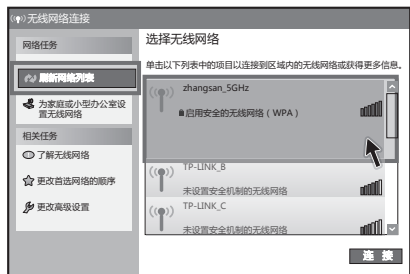 无线网络连接
网络任务
刷新网络列表
为家庭或小型办公室设
置无线网络
相关任务
了解无线网络
更改首选网络的顺序
更改高级设置
选择无线网络
单击以下列表中的项目以连接到区域内的无线网络或获得更多信息。
zhangsan_5GHz
启用安全的无线网络（WPA）
TP-LINK_B
未设置安全机制的无线网络
TP-LINK_C
未设置安全机制的无线网络
连 接